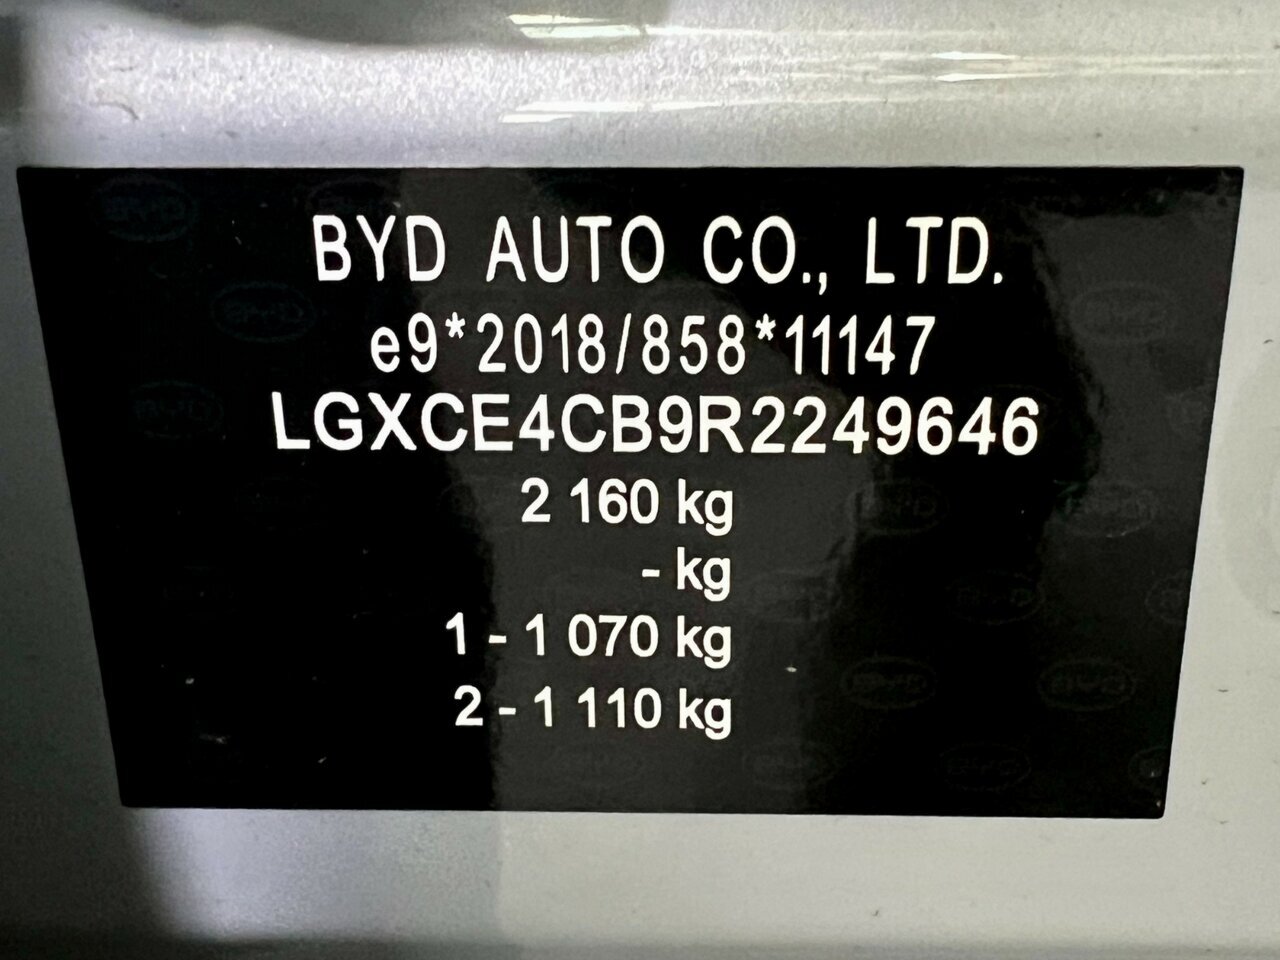 BYD AUTO CO., LTD.
e9*2018/858*11147
LGXCE4CB9R2249646
2 160 kg
- kg
1 - 1 070 kg
2 - 1 110 kg